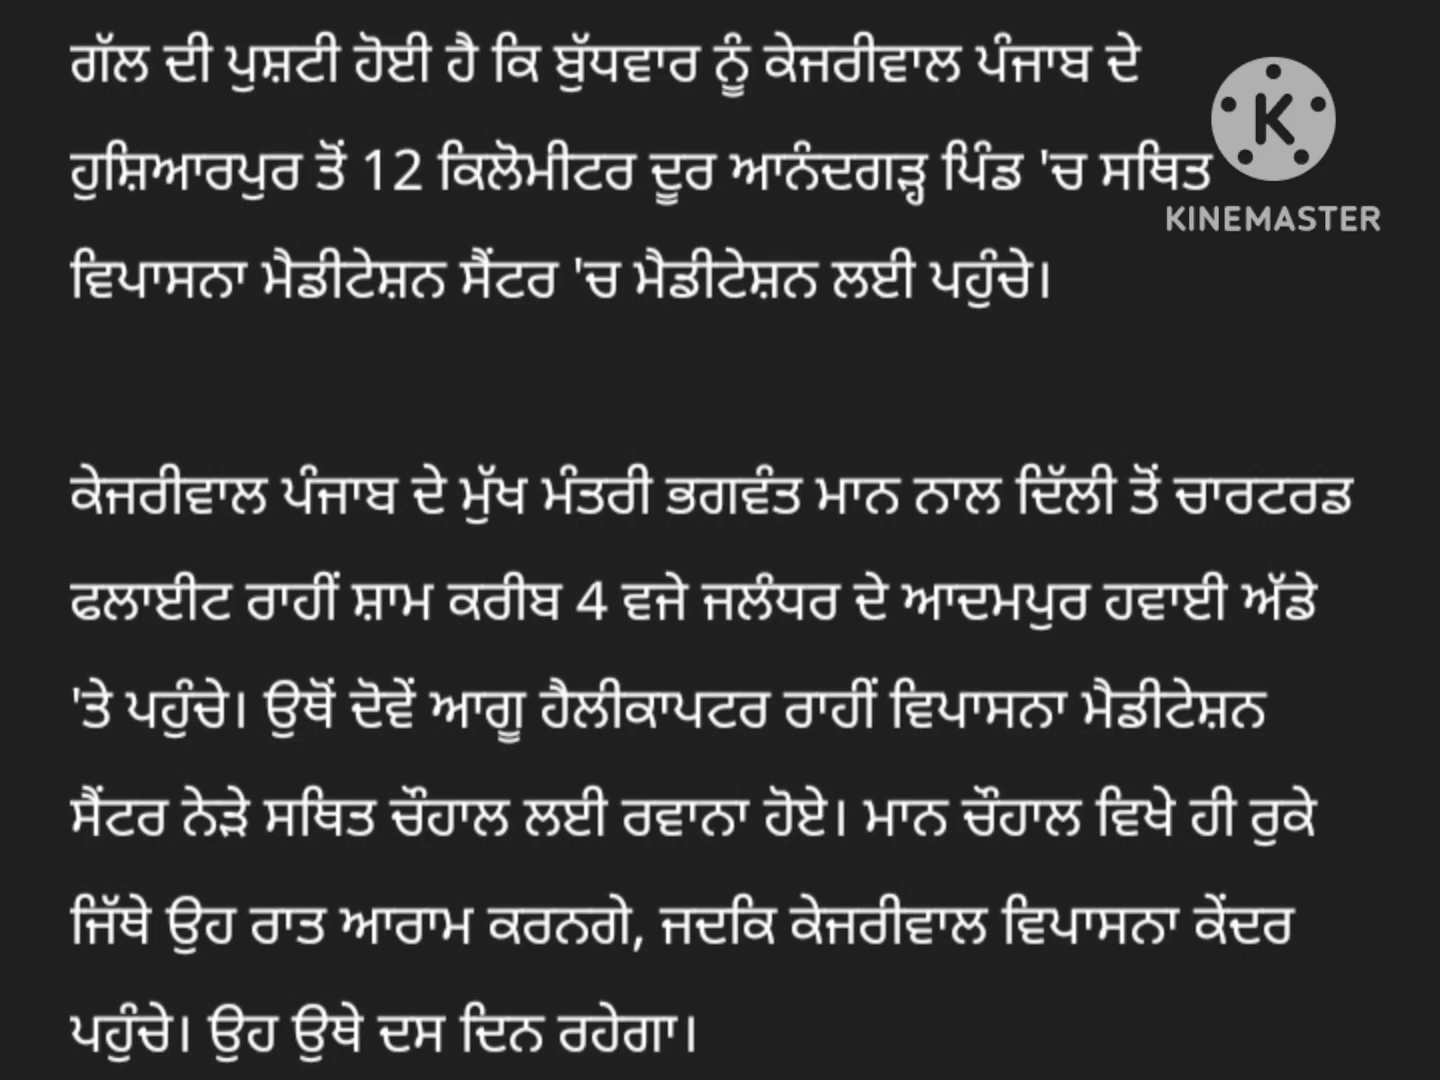 ਗੱਲ ਦੀ ਪੁਸ਼ਟੀ ਹੋਈ ਹੈ ਕਿ ਬੁੱਧਵਾਰ ਨੂੰ ਕੇਜਰੀਵਾਲ ਪੰਜਾਬ ਦੇ
ਹੁਸ਼ਿਆਰਪੁਰ ਤੋਂ 12 ਕਿਲੋਮੀਟਰ ਦੂਰ ਆਨੰਦਗੜ੍ਹ ਪਿੰਡ 'ਚ ਸਥਿਤ
K
KINEMASTER
ਵਿਪਾਸਨਾ ਮੈਡੀਟੇਸ਼ਨ ਸੈਂਟਰ 'ਚ ਮੈਡੀਟੇਸ਼ਨ ਲਈ ਪਹੁੰਚੇ।
ਕੇਜਰੀਵਾਲ ਪੰਜਾਬ ਦੇ ਮੁੱਖ ਮੰਤਰੀ ਭਗਵੰਤ ਮਾਨ ਨਾਲ ਦਿੱਲੀ ਤੋਂ ਚਾਰਟਰਡ
ਫਲਾਈਟ ਰਾਹੀਂ ਸ਼ਾਮ ਕਰੀਬ 4 ਵਜੇ ਜਲੰਧਰ ਦੇ ਆਦਮਪੁਰ ਹਵਾਈ ਅੱਡੇ
'ਤੇ ਪਹੁੰਚੇ। ਉਥੋਂ ਦੋਵੇਂ ਆਗੂ ਹੈਲੀਕਾਪਟਰ ਰਾਹੀਂ ਵਿਪਾਸਨਾ ਮੈਡੀਟੇਸ਼ਨ
ਸੈਂਟਰ ਨੇੜੇ ਸਥਿਤ ਚੌਹਾਲ ਲਈ ਰਵਾਨਾ ਹੋਏ। ਮਾਨ ਚੌਹਾਲ ਵਿਖੇ ਹੀ ਰੁਕੇ
ਜਿੱਥੇ ਉਹ ਰਾਤ ਆਰਾਮ ਕਰਨਗੇ, ਜਦਕਿ ਕੇਜਰੀਵਾਲ ਵਿਪਾਸਨਾ ਕੇਂਦਰ
ਪਹੁੰਚੇ। ਉਹ ਉਥੇ ਦਸ ਦਿਨ ਰਹੇਗਾ।